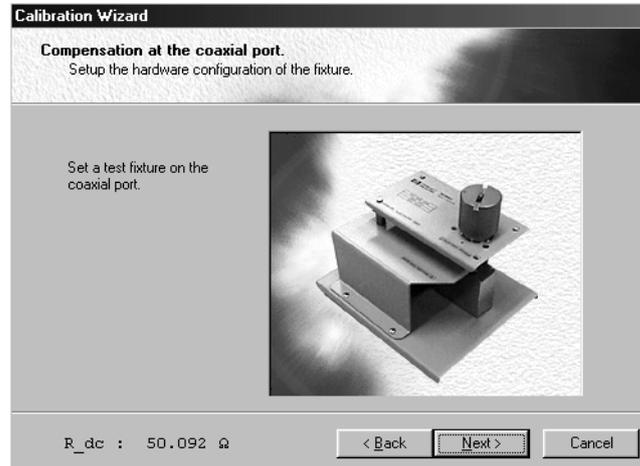 Calibration Wizard
Compensation at the coaxial port.
Setup the hardware configuration of the fixture.
Set a test fixture on the
coaxial port.
R_dc : 50.092 Ω
< Back
Next >
Cancel